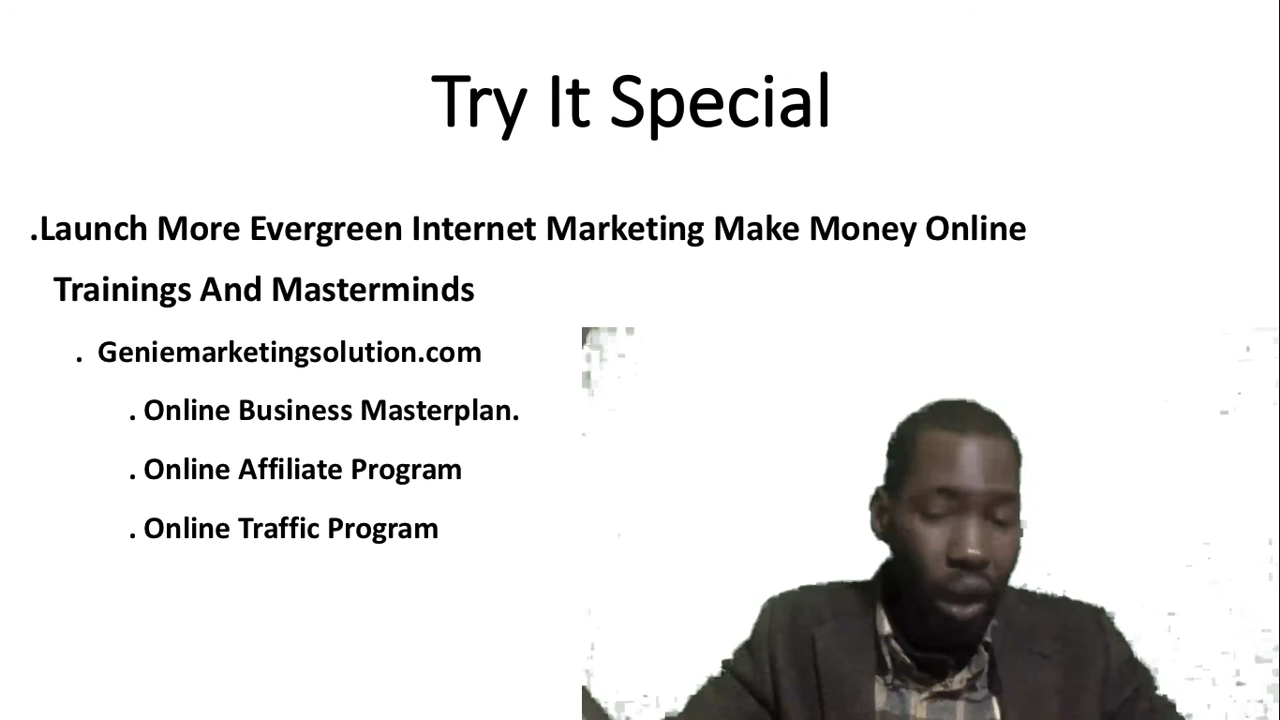 Try It Special
.Launch More Evergreen Internet Marketing Make Money Online
Trainings And Masterminds
. Geniemarketingsolution.com
. Online Business Masterplan.
. Online Affiliate Program
. Online Traffic Program